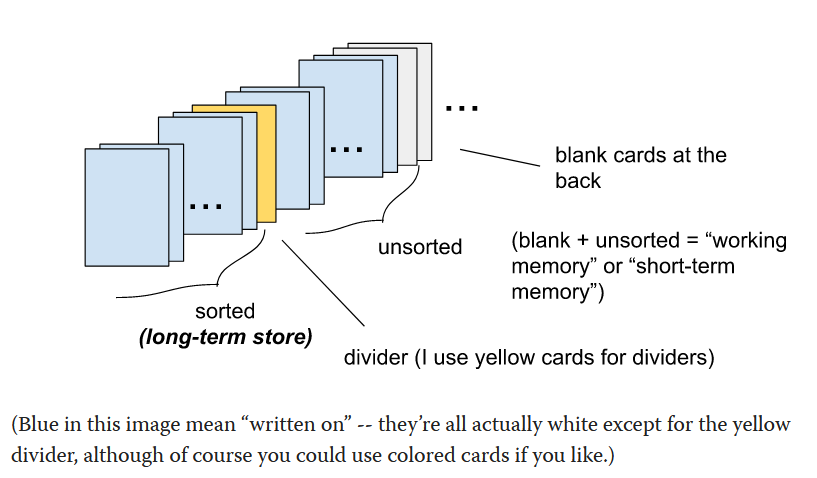 ...
...
...
blank cards at the
back
unsorted
(blank + unsorted = “working
memory” or “short-term
memory”)
sorted
(long-term store)
divider (I use yellow cards for dividers)
(Blue in this image mean “written on” -- they’re all actually white except for the yellow
divider, although of course you could use colored cards if you like.)